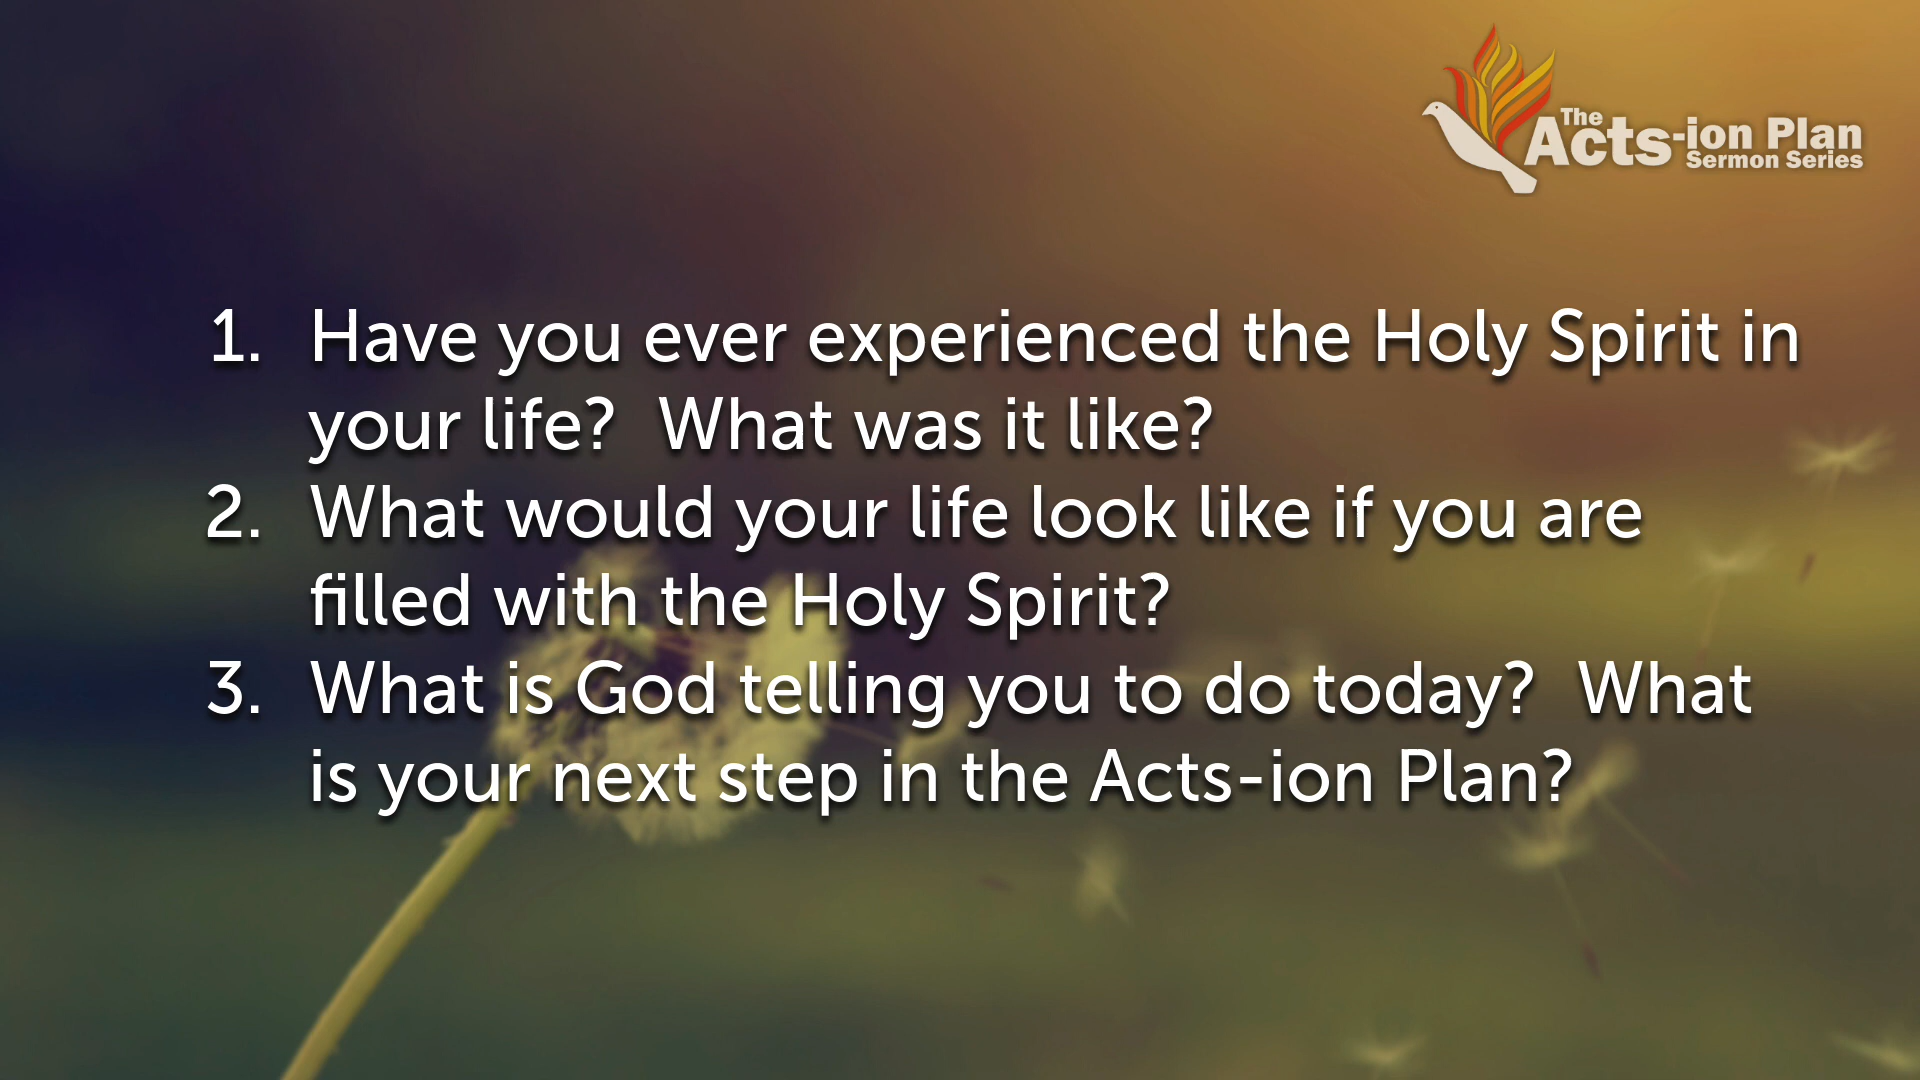 The
Acts-ion Plan
Sermon Series
1. Have you ever experienced the Holy Spirit in
your life?  What was it like?
2. What would your life look like if you are
filled with the Holy Spirit?
3. What is God telling you to do today?  What
is your next step in the Acts-ion Plan?